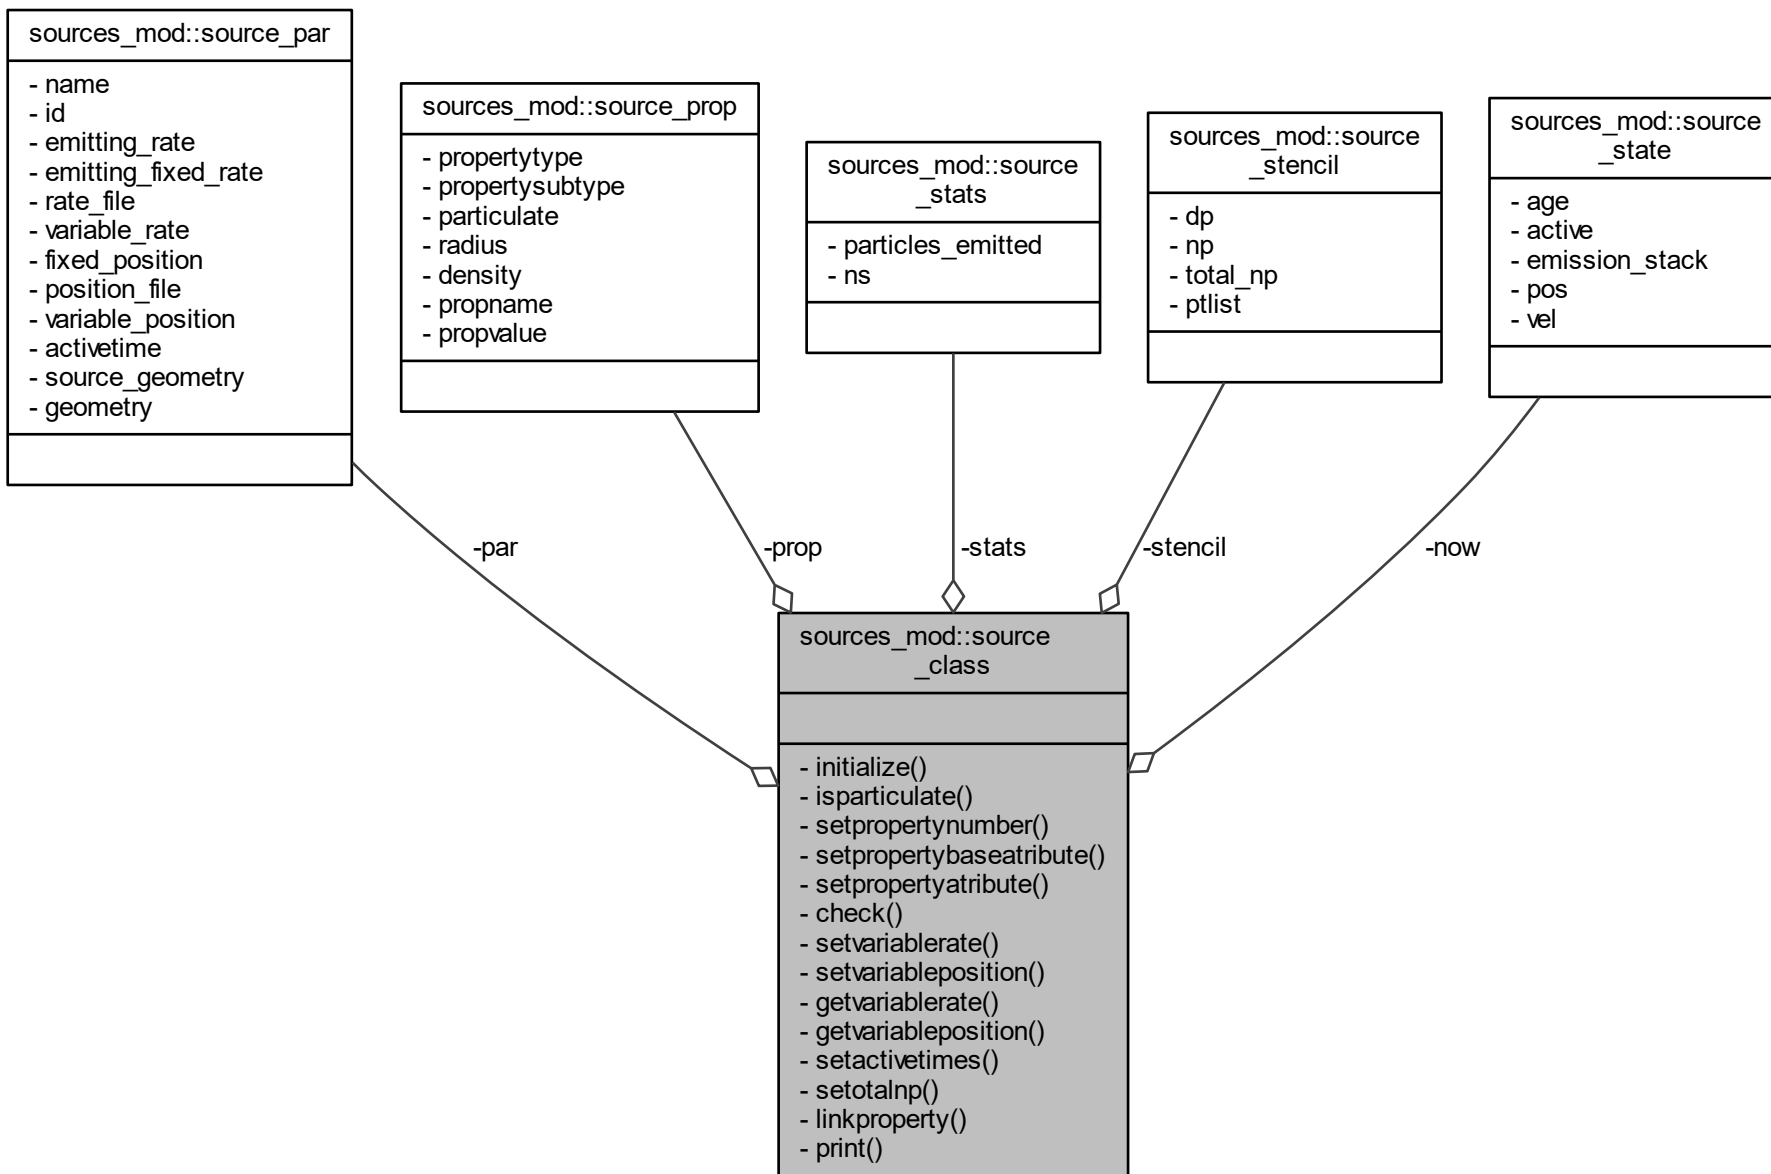 sources_mod::source_par
- name
- id
- emitting_rate
- emitting_fixed_rate
- rate_file
- variable_rate
- fixed_position
- position_file
- variable_position
- activetime
- source_geometry
- geometry
sources_mod::source_prop
- propertytype
- propertysubtype
- particulate
- radius
- density
- propname
- propvalue
sources_mod::source
_stats
- particles_emitted
- ns
sources_mod::source
_stencil
- dp
- np
- total_np
- ptlist
sources_mod::source
_state
- age
- active
- emission_stack
- pos
- vel
-par
-prop
-stats
-stencil
-now
sources_mod::source
_class
- initialize()
- isparticulate()
- setpropertynumber()
- setpropertybaseatribute()
- setpropertyatribute()
- check()
- setvariablerate()
- setvariableposition()
- getvariablerate()
- getvariableposition()
- setactivetimes()
- setotalnp()
- linkproperty()
- print()